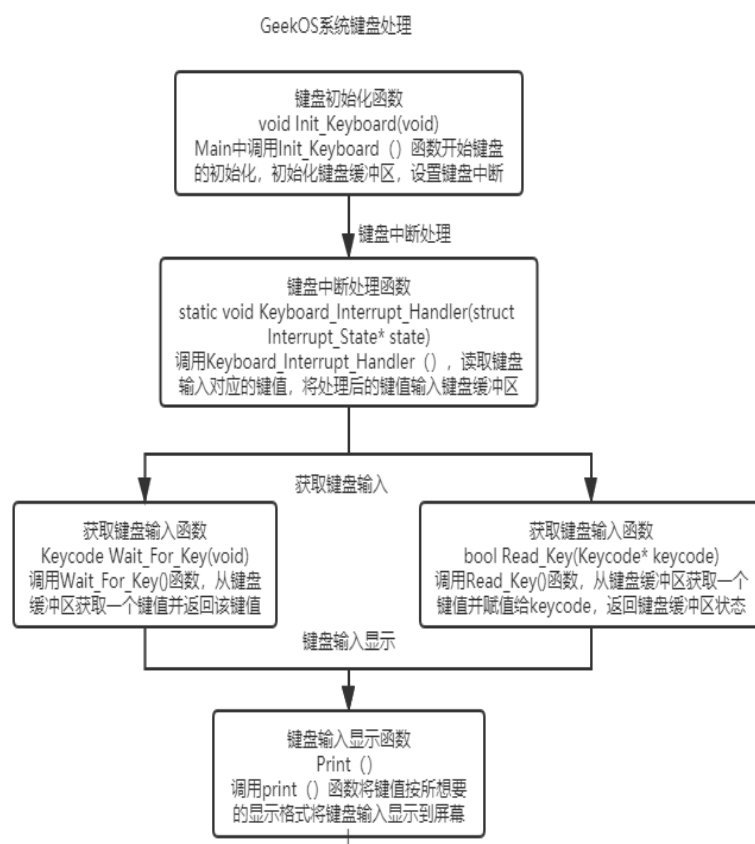 GeekOS系统键盘处理
键盘初始化函数
void Init_Keyboard(void)
Main中调用Init_Keyboard（）函数开始键盘
的初始化，初始化键盘缓冲区，设置键盘中断
键盘中断处理
键盘中断处理函数
static void Keyboard_Interrupt_Handler(struct
Interrupt_State* state)
调用Keyboard_Interrupt_Handler（），读取键盘
输入对应的键值，将处理后的键值输入键盘缓冲区
获取键盘输入
获取键盘输入函数
Keycode Wait_For_Key(void)
调用Wait_For_Key()函数，从键盘
缓冲区获取一个键值并返回该键值
获取键盘输入函数
bool Read_Key(Keycode* keycode)
调用Read_Key()函数，从键盘缓冲区获取一个
键值并赋值给keycode，返回键盘缓冲区状态
键盘输入显示
键盘输入显示函数
Print（）
调用print（）函数将键值按所想要
的显示格式将键盘输入显示到屏幕